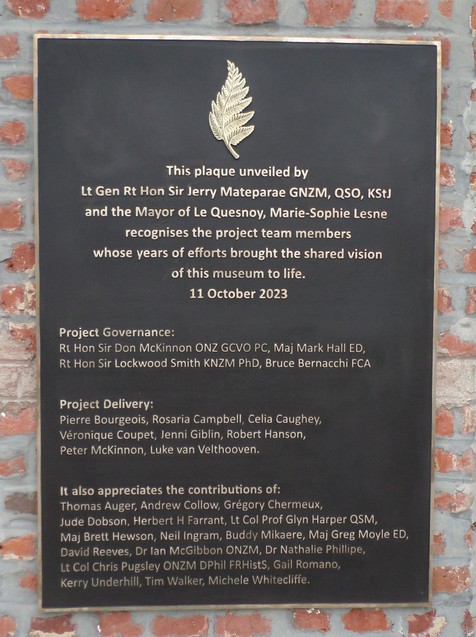 This plaque unveiled by
Lt Gen Rt Hon Sir Jerry Mateparae GNZM, QSO, KStJ
and the Mayor of Le Quesnoy, Marie-Sophie Lesne
recognises the project team members
whose years of efforts brought the shared vision
of this museum to life.
11 October 2023
Project Governance:
Rt Hon Sir Don McKinnon ONZ GCVO PC, Maj Mark Hall ED,
Rt Hon Sir Lockwood Smith KNZM PhD, Bruce Bernacchi FCA
Project Delivery:
Pierre Bourgeois, Rosaria Campbell, Celia Caughey,
Véronique Coupet, Jenni Giblin, Robert Hanson,
Peter McKinnon, Luke van Velthooven.
It also appreciates the contributions of:
Thomas Auger, Andrew Collow, Grégory Chermeux,
Jude Dobson, Herbert H Farrant, Lt Col Prof Glyn Harper QSM,
Maj Brett Hewson, Neil Ingram, Buddy Mikaere, Maj Greg Moyle ED,
David Reeves, Dr Ian McGibbon ONZM, Dr Nathalie Philippe,
Lt Col Chris Pugsley ONZM DPhil FRHistS, Gail Romano,
Kerry Underhill, Tim Walker, Michele Whitecliffe.